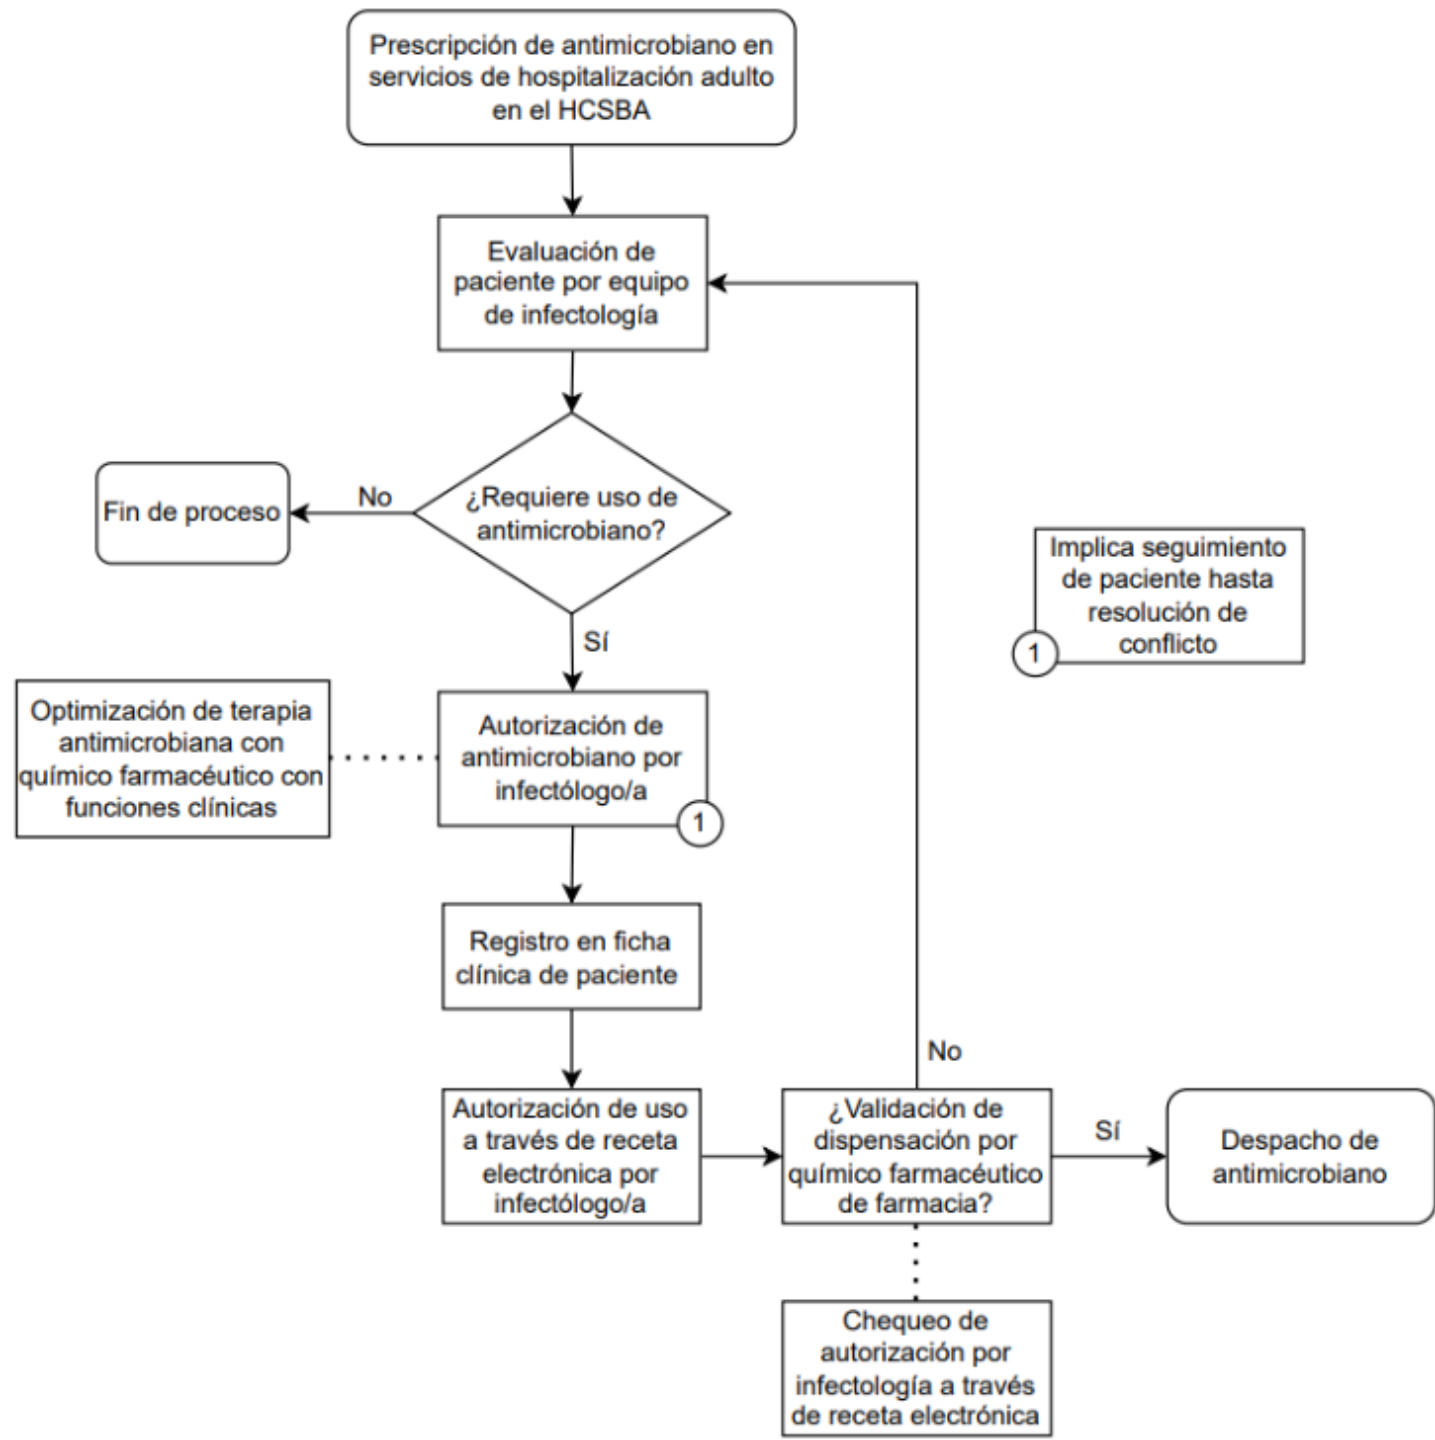 Prescripción de antimicrobiano en
servicios de hospitalización adulto
en el HCSBA
Evaluación de
paciente por equipo
de infectología
¿Requiere uso de
antimicrobiano?
No
Fin de proceso
Sí
Implica seguimiento
de paciente hasta
resolución de
conflicto
1
Optimización de terapia
antimicrobiana con
químico farmacéutico con
funciones clínicas
Autorización de
antimicrobiano por
infectólogo/a
1
Registro en ficha
clínica de paciente
Autorización de uso
a través de receta
electrónica por
infectólogo/a
¿Validación de
dispensación por
químico farmacéutico
de farmacia?
No
Sí
Despacho de
antimicrobiano
Chequeo de
autorización por
infectología a través
de receta electrónica